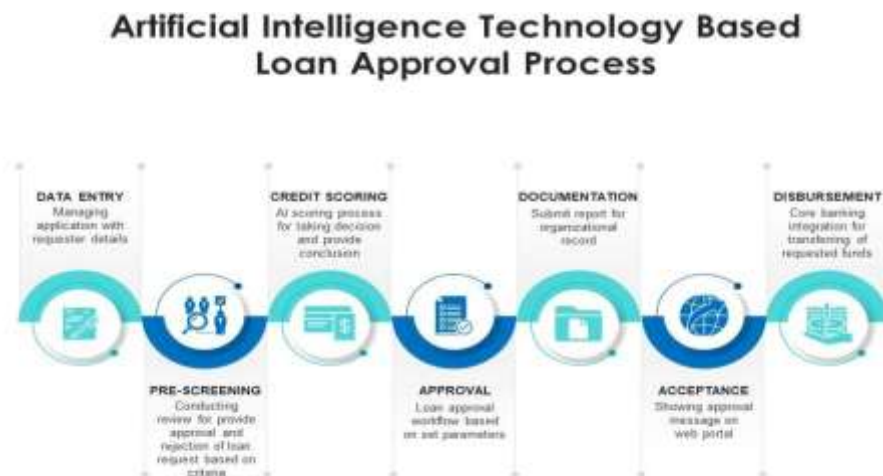 Artificial Intelligence Technology Based
Loan Approval Process
DATA ENTRY
Managing
application with
requester details
PRE-SCREENING
Conducting
review for provide
approval and
rejection of loan
request based on
criteria
CREDIT SCORING
AI scoring process
for taking decision
and provide
conclusion
APPROVAL
Loan approval
workflow based
on set parameters
DOCUMENTATION
Submit report for
organizational
record
ACCEPTANCE
Showing approval
message on
web portal
DISBURSEMENT
Core banking
integration for
transferring of
requested funds